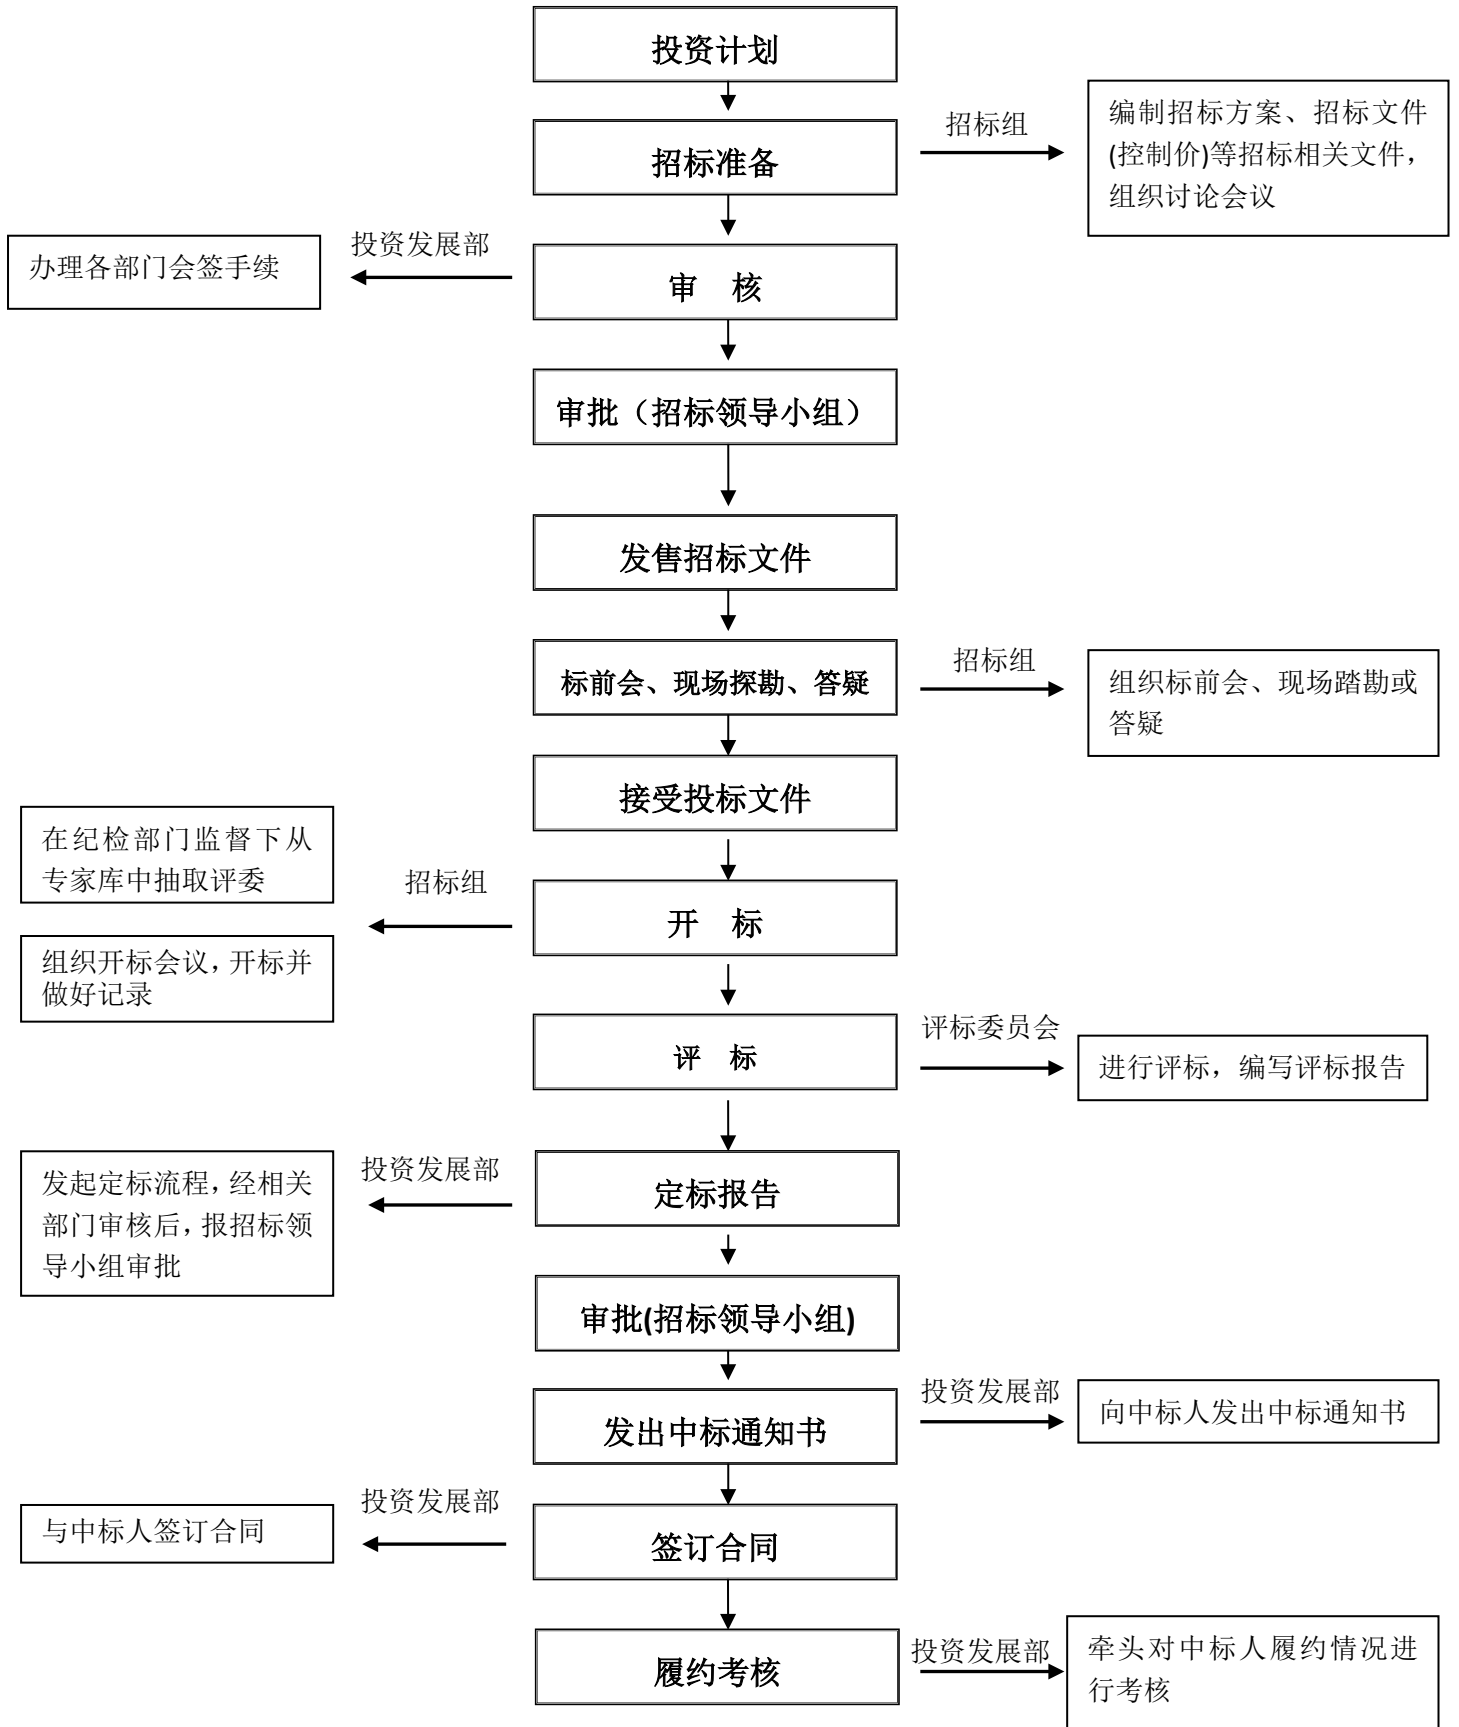 投资计划
招标准备
招标组
编制招标方案、招标文件
(控制价)等招标相关文件，
组织讨论会议
办理各部门会签手续
投资发展部
审 核
审批（招标领导小组）
发售招标文件
标前会、现场探勘、答疑
招标组
组织标前会、现场踏勘或
答疑
接受投标文件
在纪检部门监督下从
专家库中抽取评委
招标组
开 标
组织开标会议，开标并
做好记录
评 标
评标委员会
进行评标，编写评标报告
发起定标流程，经相关
部门审核后，报招标领
导小组审批
投资发展部
定标报告
审批(招标领导小组)
发出中标通知书
投资发展部
向中标人发出中标通知书
与中标人签订合同
投资发展部
签订合同
履约考核
投资发展部
牵头对中标人履约情况进
行考核